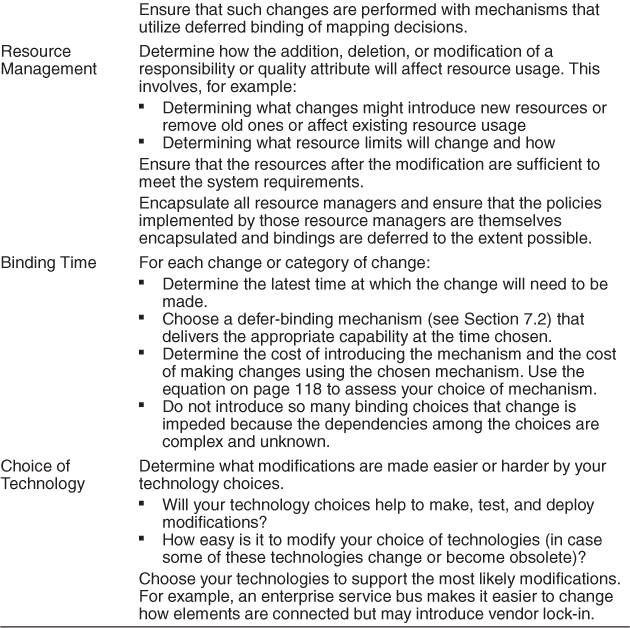 Ensure that such changes are performed with mechanisms that
utilize deferred binding of mapping decisions.
Resource
Management
Determine how the addition, deletion, or modification of a
responsibility or quality attribute will affect resource usage. This
involves, for example:
▪ Determining what changes might introduce new resources or
remove old ones or affect existing resource usage
▪ Determining what resource limits will change and how
Ensure that the resources after the modification are sufficient to
meet the system requirements.
Encapsulate all resource managers and ensure that the policies
implemented by those resource managers are themselves
encapsulated and bindings are deferred to the extent possible.
Binding Time
For each change or category of change:
▪ Determine the latest time at which the change will need to be
made.
▪ Choose a defer-binding mechanism (see Section 7.2) that
delivers the appropriate capability at the time chosen.
▪ Determine the cost of introducing the mechanism and the cost
of making changes using the chosen mechanism. Use the
equation on page 118 to assess your choice of mechanism.
▪ Do not introduce so many binding choices that change is
impeded because the dependencies among the choices are
complex and unknown.
Choice of
Technology
Determine what modifications are made easier or harder by your
technology choices.
▪ Will your technology choices help to make, test, and deploy
modifications?
▪ How easy is it to modify your choice of technologies (in case
some of these technologies change or become obsolete)?
Choose your technologies to support the most likely modifications.
For example, an enterprise service bus makes it easier to change
how elements are connected but may introduce vendor lock-in.